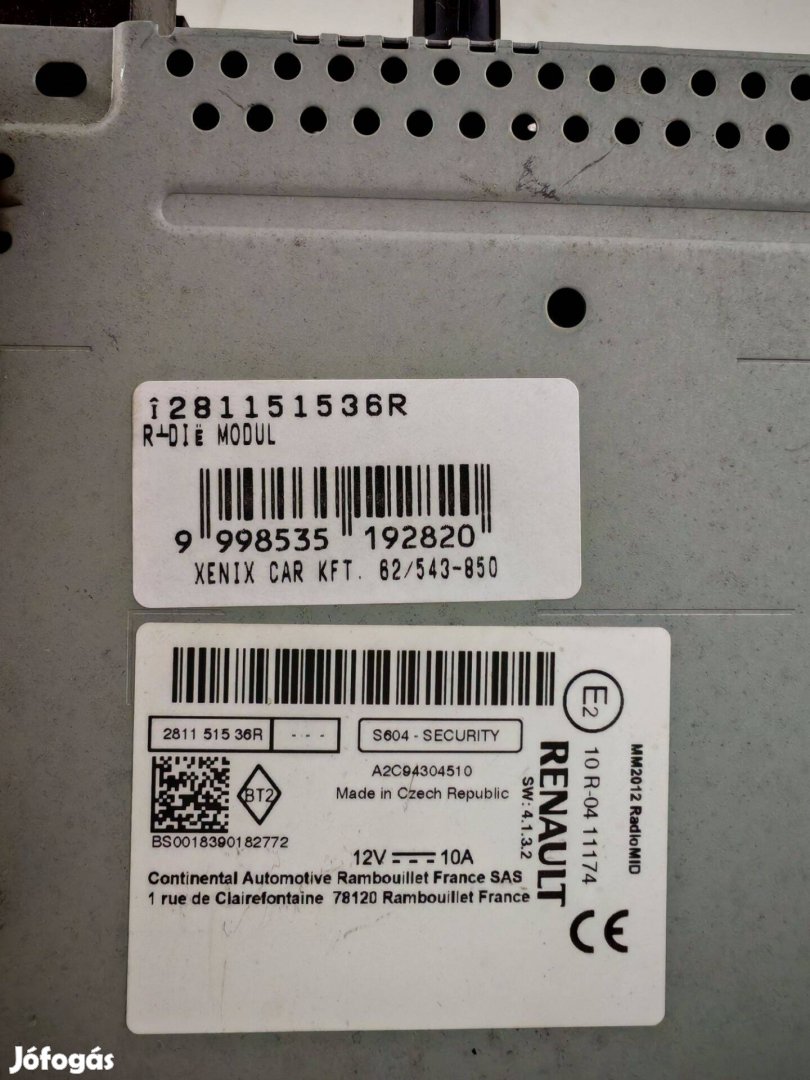 î281151536R
R┴DIë MODUL
9 998535 192820
XENIX CAR KFT. 62/543-850
2811 515 36R - - -
S604 - SECURITY
A2C94304510
BT2
Made in Czech Republic
BS0018390182772
12V 10A
Continental Automotive Rambouillet France SAS
1 rue de Clairefontaine 78120 Rambouillet France
E2
RENAULT
SW: 4.1.3.2
10 R-04 11174
MM2012 RadioMID
CE
Jófogás